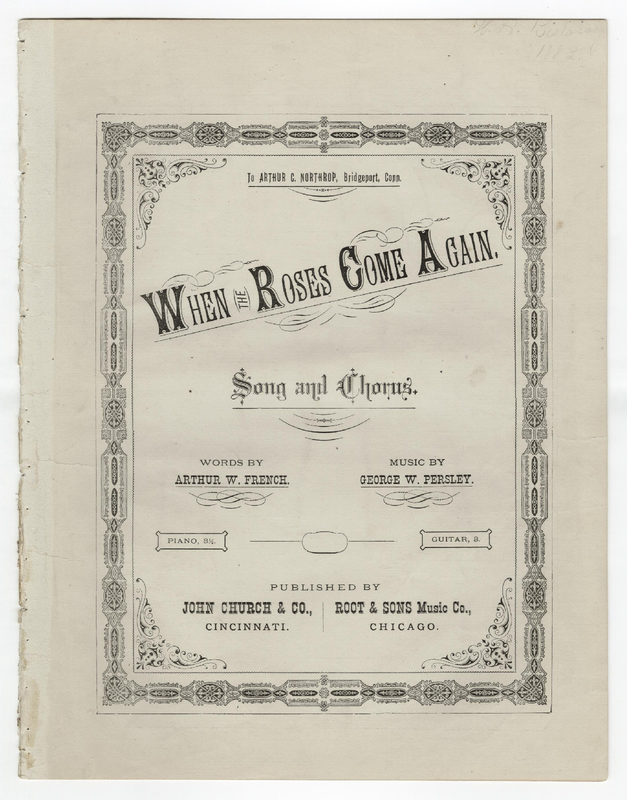 To ARTHUR C. NORTHROP, Bridgeport, Conn.
WHEN THE ROSES COME AGAIN.
Song and Chorus.
WORDS BY
ARTHUR W. FRENCH.
MUSIC BY
GEORGE W. PERSLEY.
PIANO, 3½.
GUITAR, 3.
PUBLISHED BY
JOHN CHURCH & CO.,
CINCINNATI.
ROOT & SONS Music Co.,
CHICAGO.